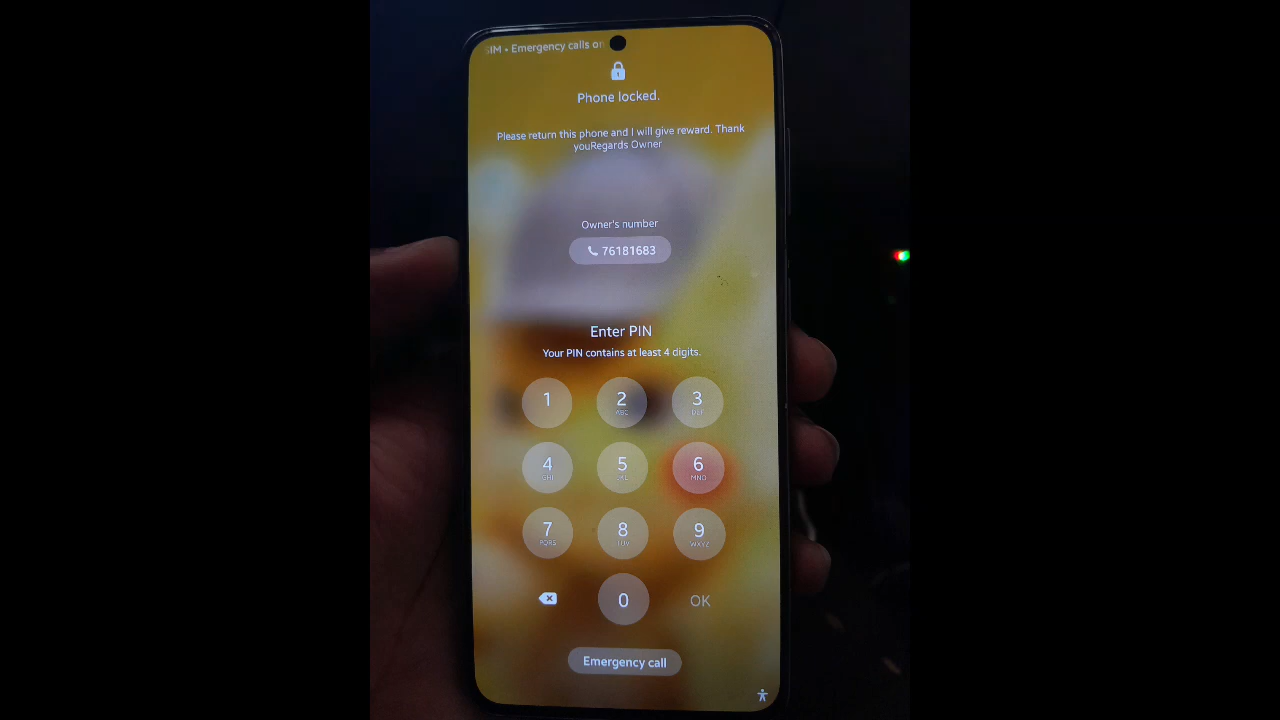 SIM • Emergency calls on
Phone locked.
Please return this phone and I will give reward. Thank
youRegards Owner
Owner's number
76181683
Enter PIN
Your PIN contains at least 4 digits.
1 2 ABC 3 DEF
4 GHI 5 JKL 6 MNO
7 PQRS 8 TUV 9 WXYZ
0 OK
Emergency call